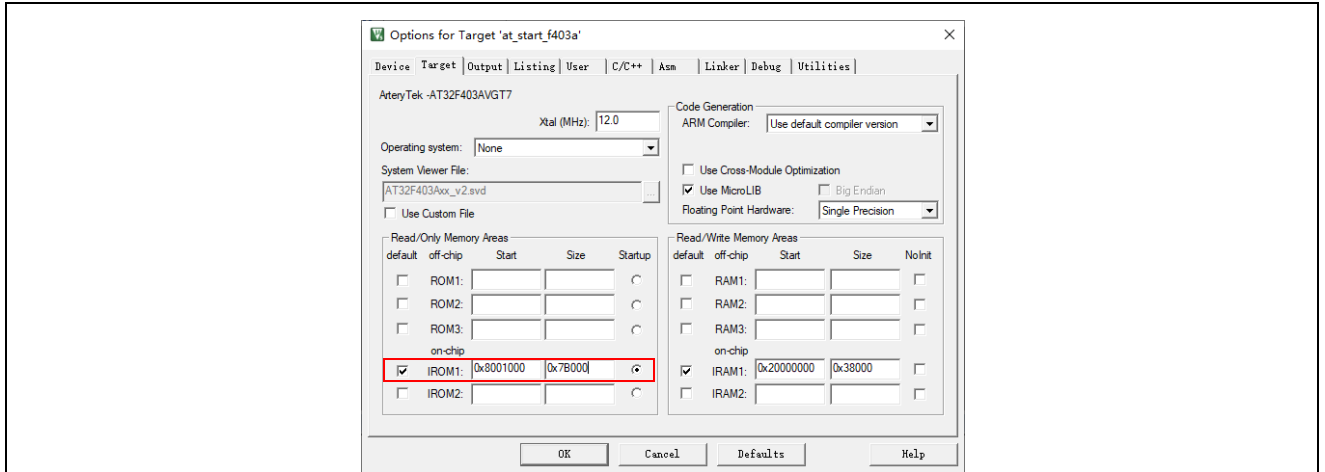 Options for Target 'at_start_f403a'
Device Target Output Listing User C/C++ Asm Linker Debug Utilities
ArteryTek -AT32F403AVGT7
Xtal (MHz): 12.0
Operating system: None
System Viewer File:
AT32F403Axx_v2.svd ...
Use Custom File
Code Generation
ARM Compiler: Use default compiler version
Use Cross-Module Optimization
Use MicroLIB Big Endian
Floating Point Hardware: Single Precision
Read/Only Memory Areas
default off-chip Start Size Startup
ROM1:
ROM2:
ROM3:
on-chip
IROM1: 0x8001000 0x7B000
IROM2:
Read/Write Memory Areas
default off-chip Start Size NoInit
RAM1:
RAM2:
RAM3:
on-chip
IRAM1: 0x20000000 0x38000
IRAM2:
OK Cancel Defaults Help